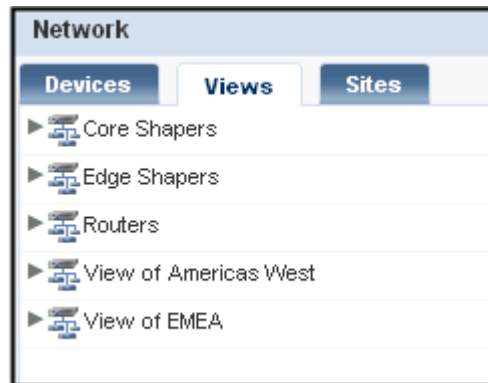 Network
Devices Views Sites
Core Shapers
Edge Shapers
Routers
View of Americas West
View of EMEA